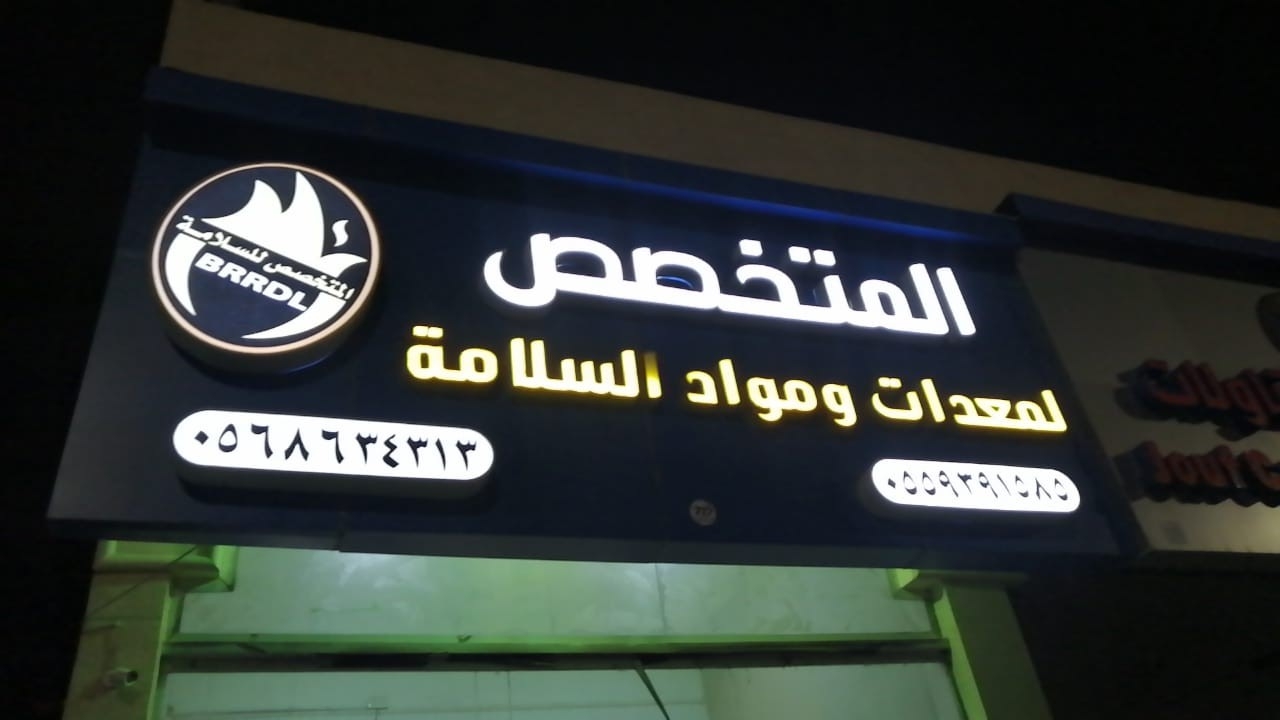 المتخصص
لمعدات ومواد السلامة
المتخصص للسلامة
BRRDL
٠٥٦٨٦٣٤٣١٣
٠٥٥٩٣٩١٥٨٥